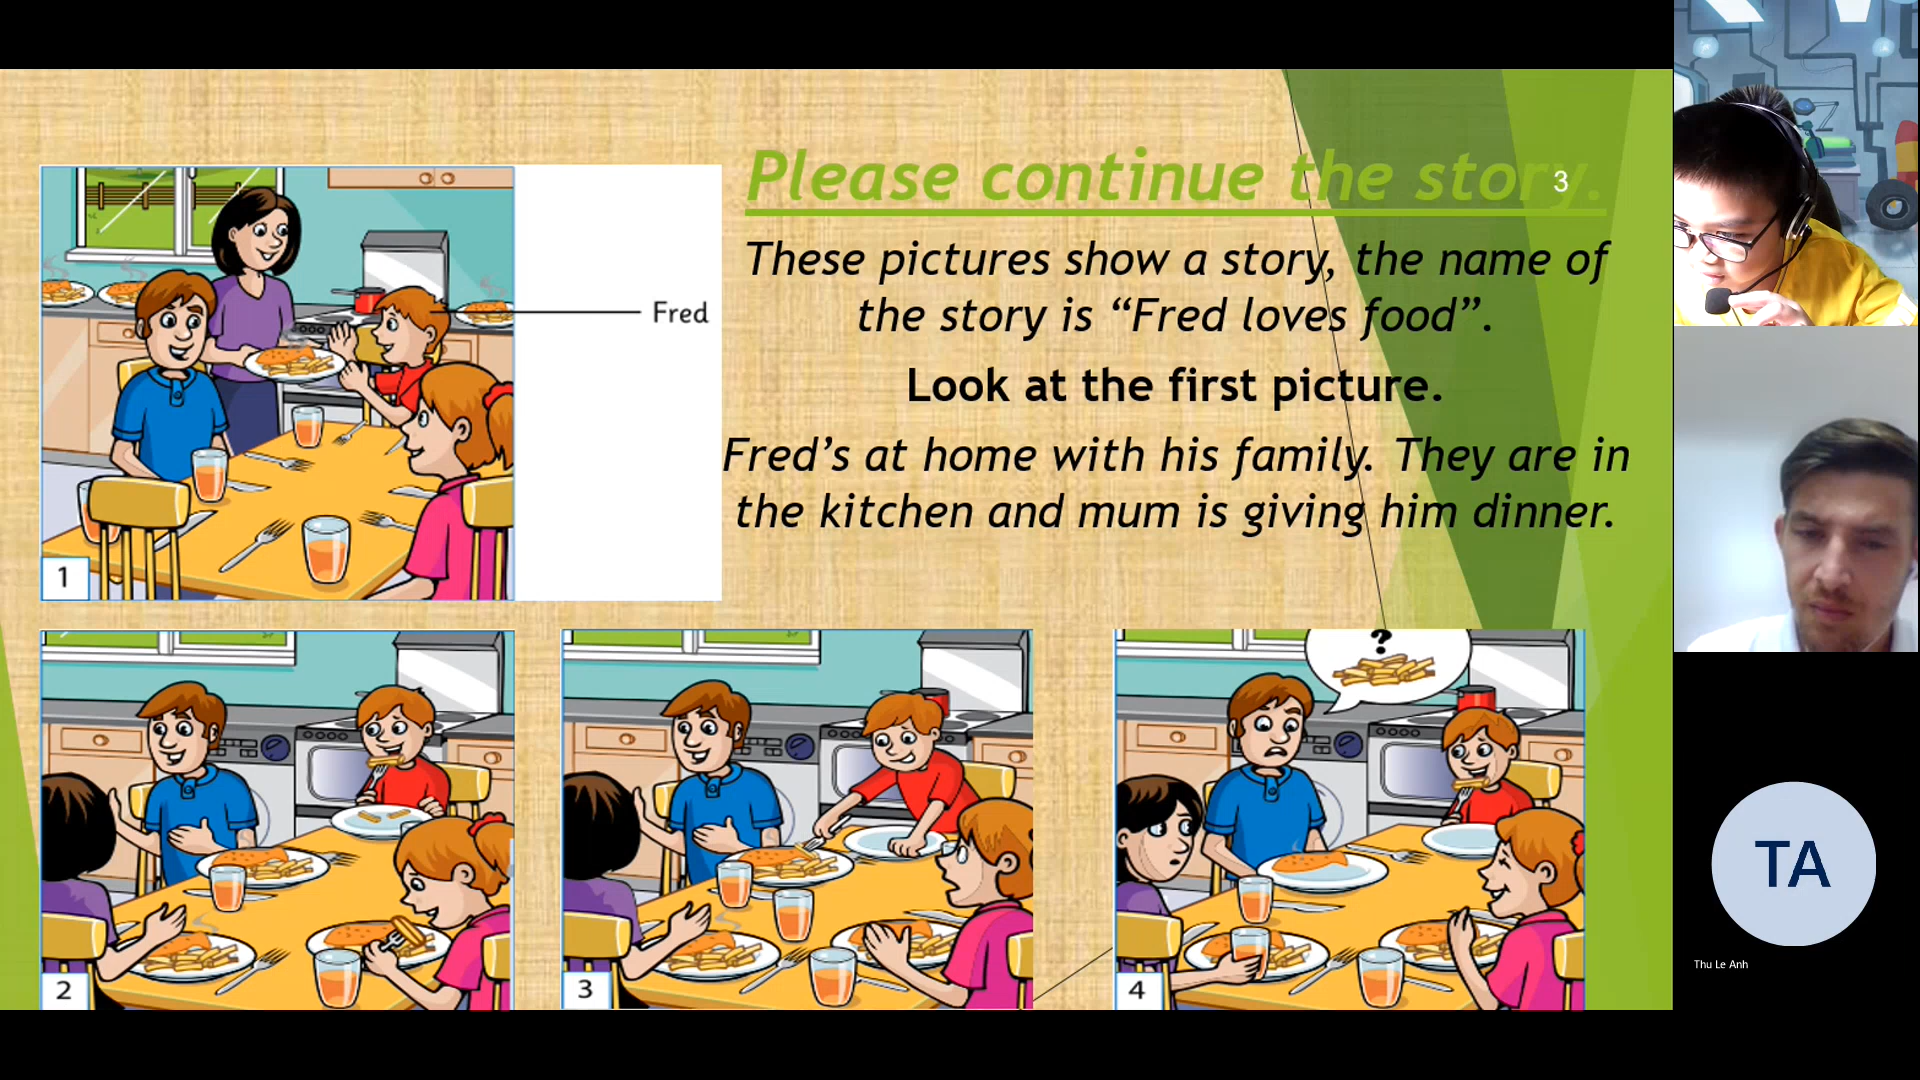 Please continue the story.
3
These pictures show a story, the name of
the story is “Fred loves food”.
Look at the first picture.
Fred’s at home with his family. They are in
the kitchen and mum is giving him dinner.
Fred
1
2
3
?
4
TA
Thu Le Anh